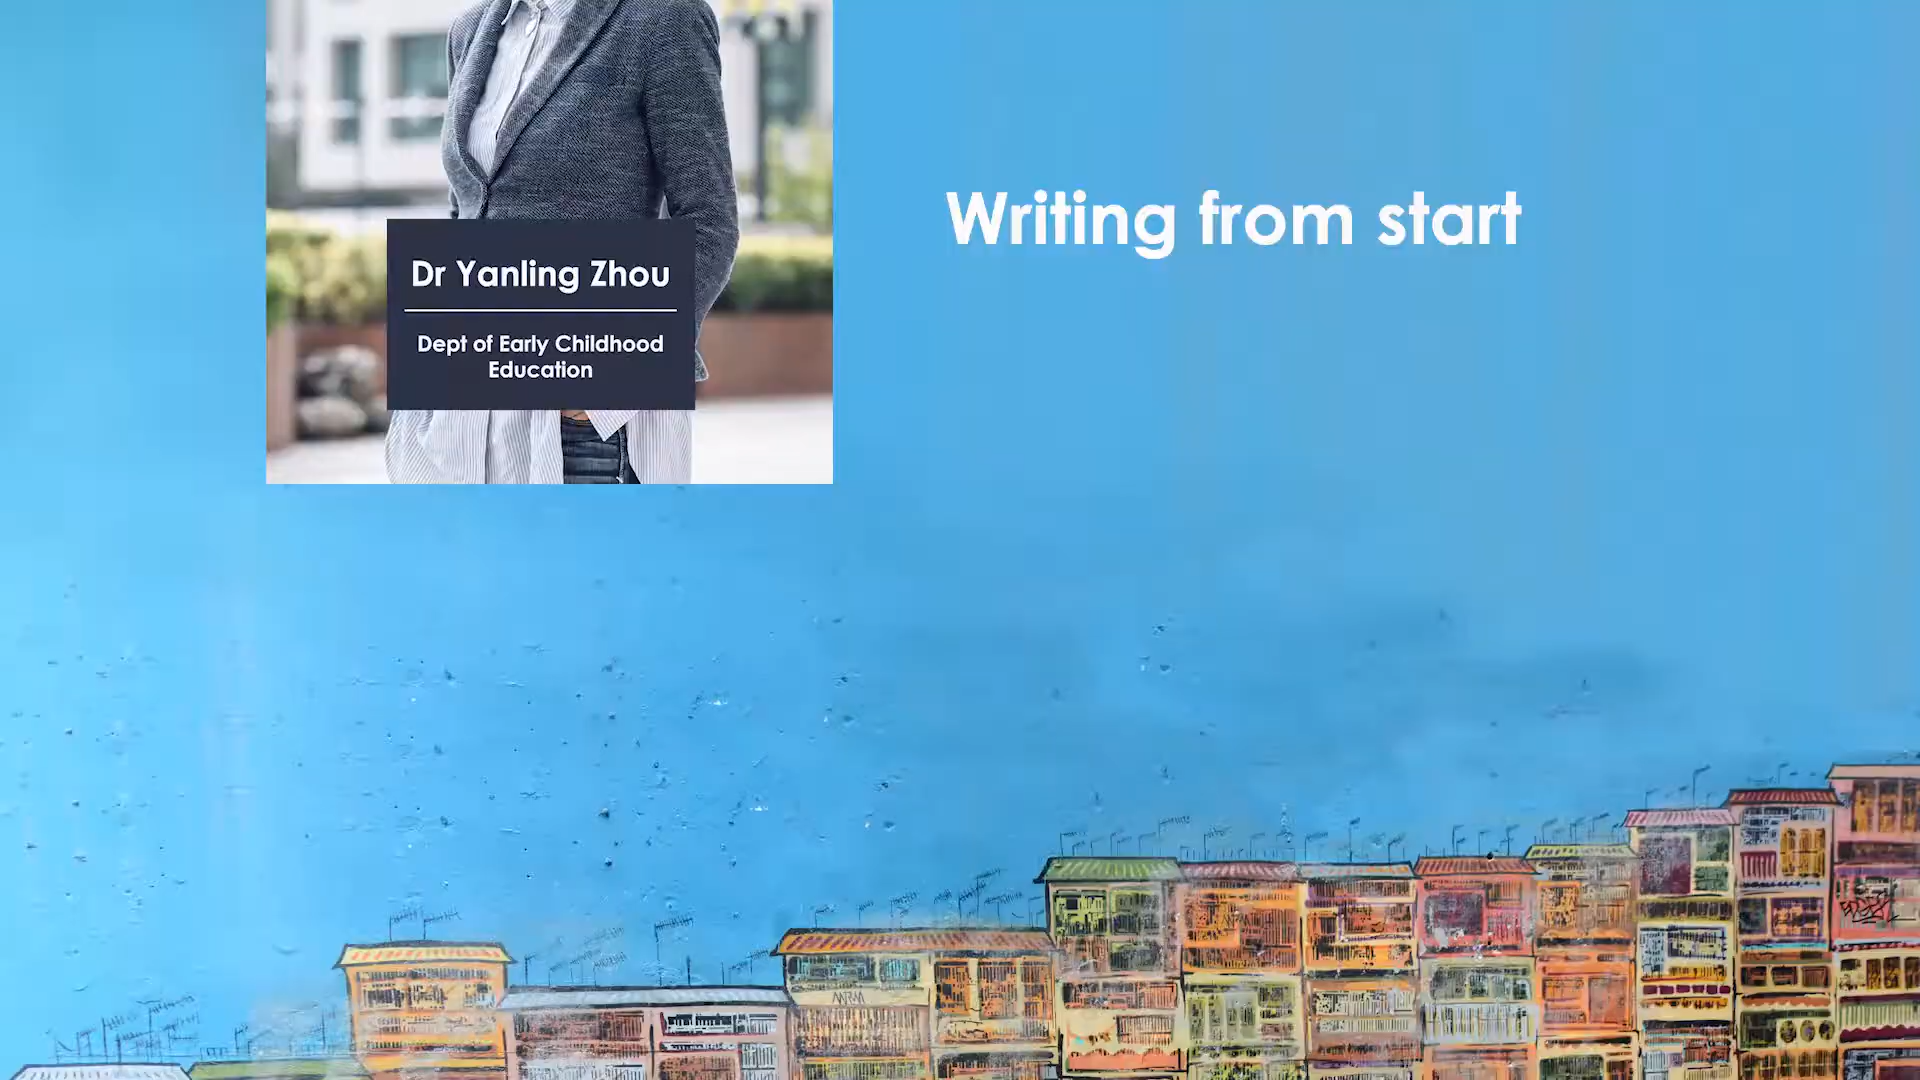 Dr Yanling Zhou
Dept of Early Childhood
Education
Writing from start